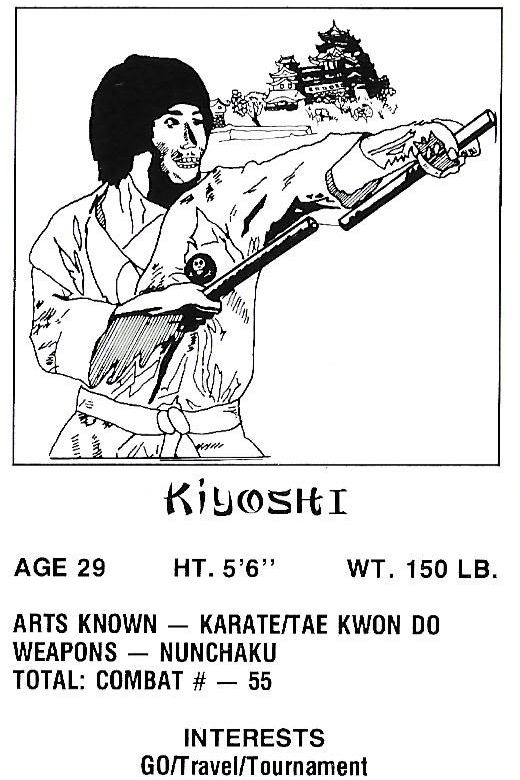 KiyOSHI
AGE 29 HT. 5'6'' WT. 150 LB.
ARTS KNOWN — KARATE/TAE KWON DO
WEAPONS — NUNCHAKU
TOTAL: COMBAT # — 55
INTERESTS
GO/Travel/Tournament